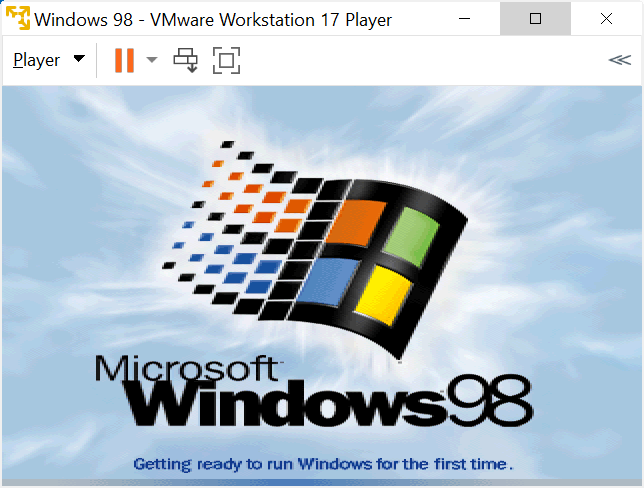 Windows 98 - VMware Workstation 17 Player
Player
Microsoft
Windows98
Getting ready to run Windows for the first time.